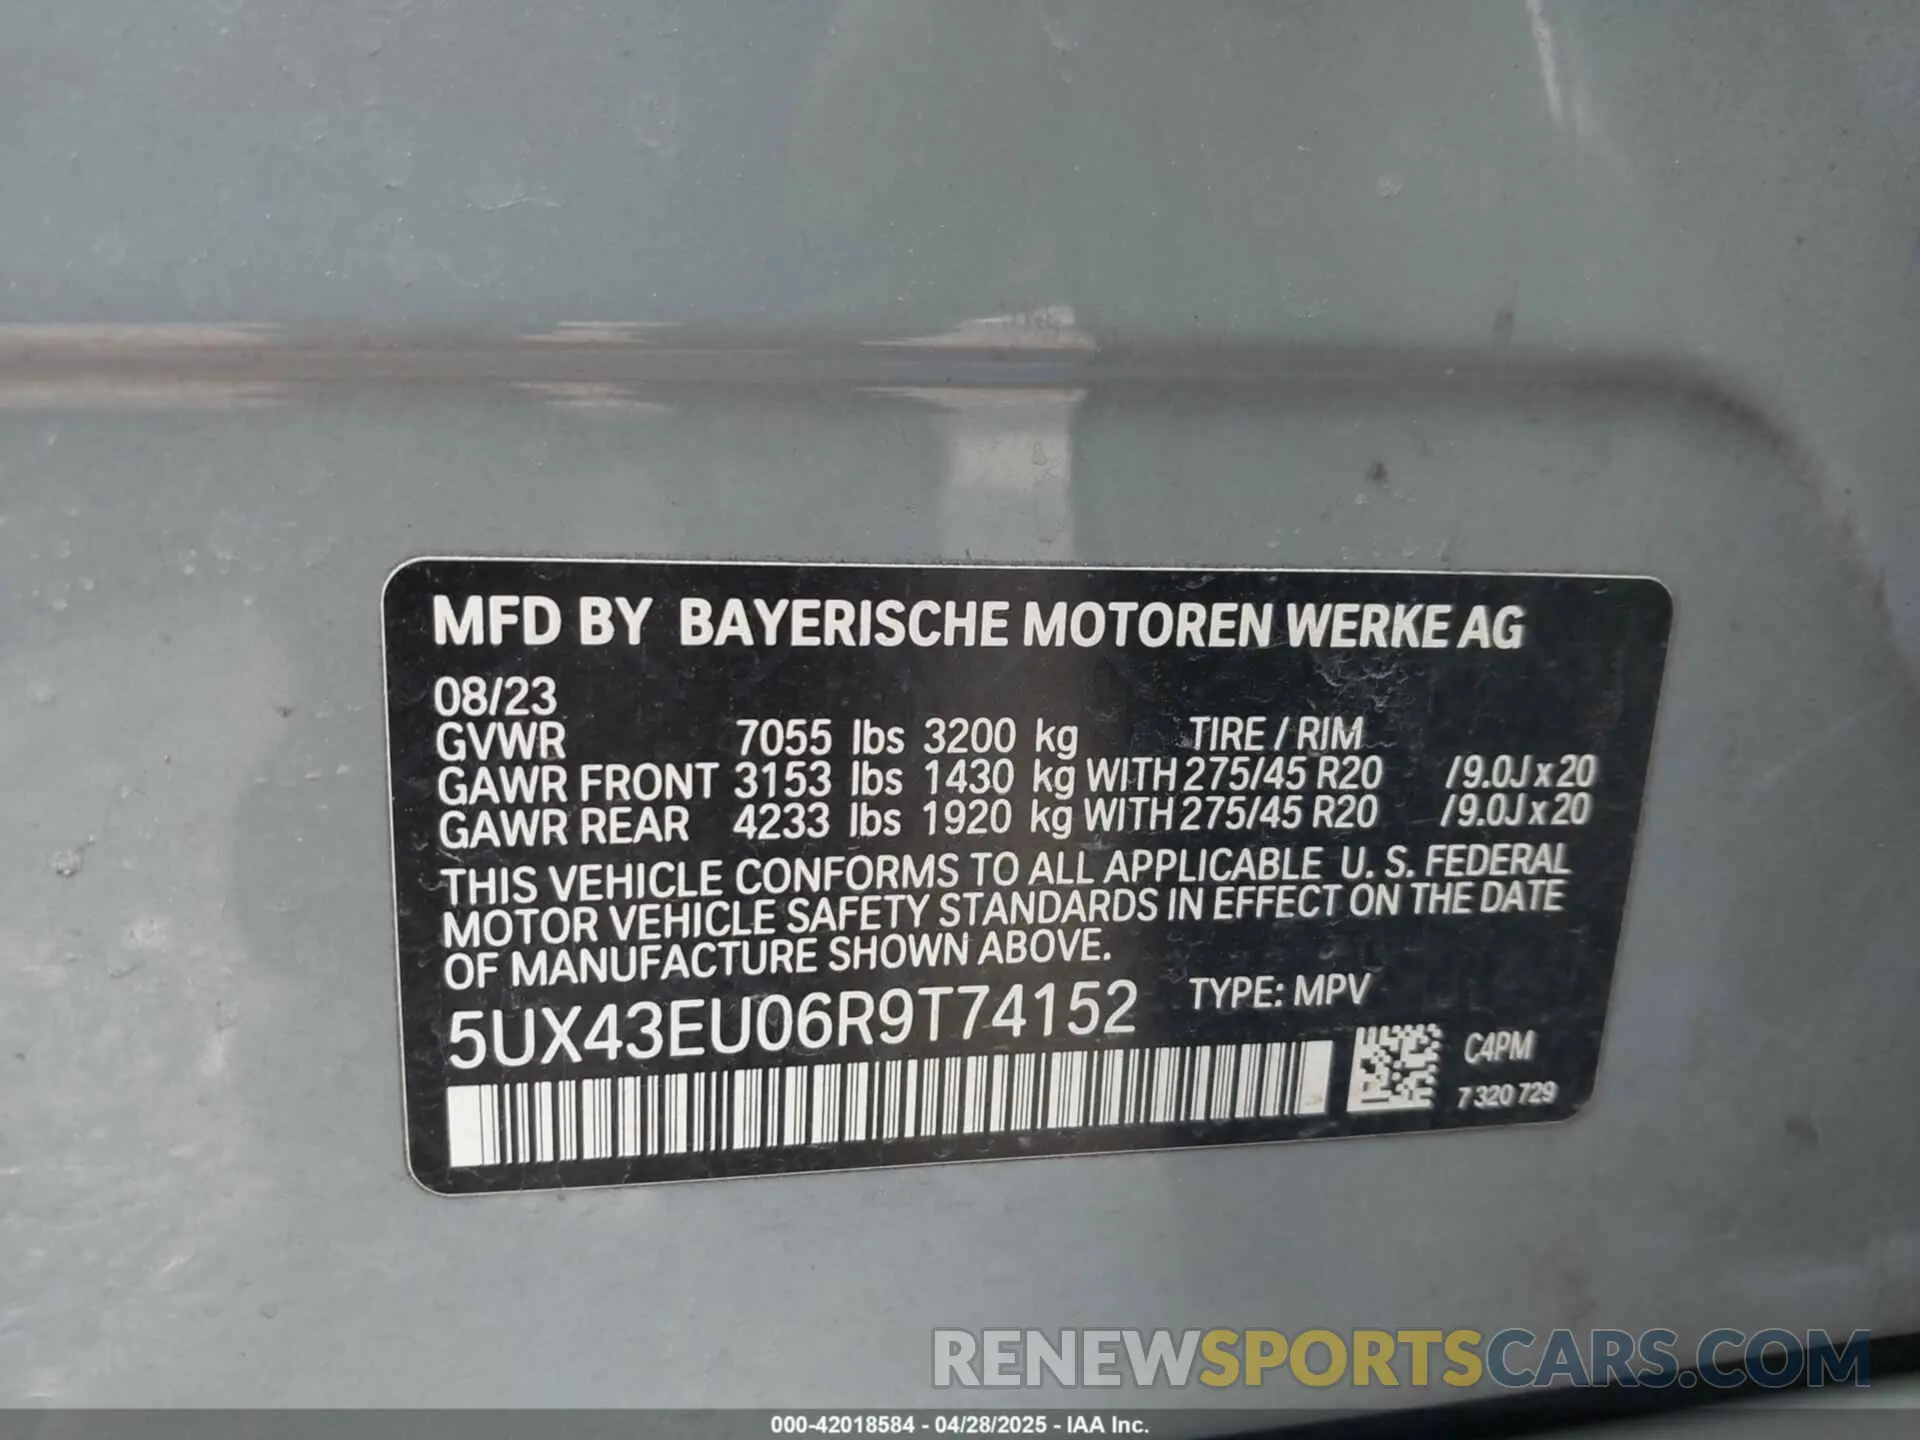 MFD BY BAYERISCHE MOTOREN WERKE AG
08/23
GVWR 7055 lbs 3200 kg TIRE / RIM
GAWR FRONT 3153 lbs 1430 kg WITH 275/45 R20 /9.0J x 20
GAWR REAR 4233 lbs 1920 kg WITH 275/45 R20 /9.0J x 20
THIS VEHICLE CONFORMS TO ALL APPLICABLE U. S. FEDERAL
MOTOR VEHICLE SAFETY STANDARDS IN EFFECT ON THE DATE
OF MANUFACTURE SHOWN ABOVE.
5UX43EU06R9T74152 TYPE: MPV
C4PM
7 320 729
RENEWSPORTSCARS.COM
000-42018584 - 04/28/2025 - IAA Inc.